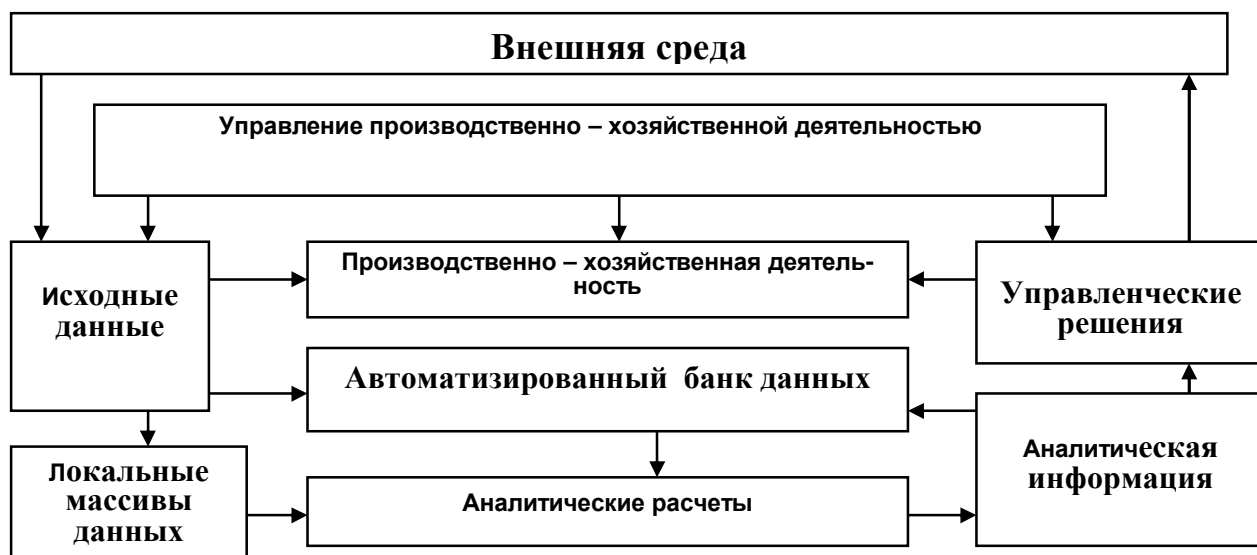 Внешняя среда
Управление производственно – хозяйственной деятельностью
Исходные
данные
Производственно – хозяйственная деятель-
ность
Управленческие
решения
Автоматизированный банк данных
Локальные
массивы
данных
Аналитические расчеты
Аналитическая
информация